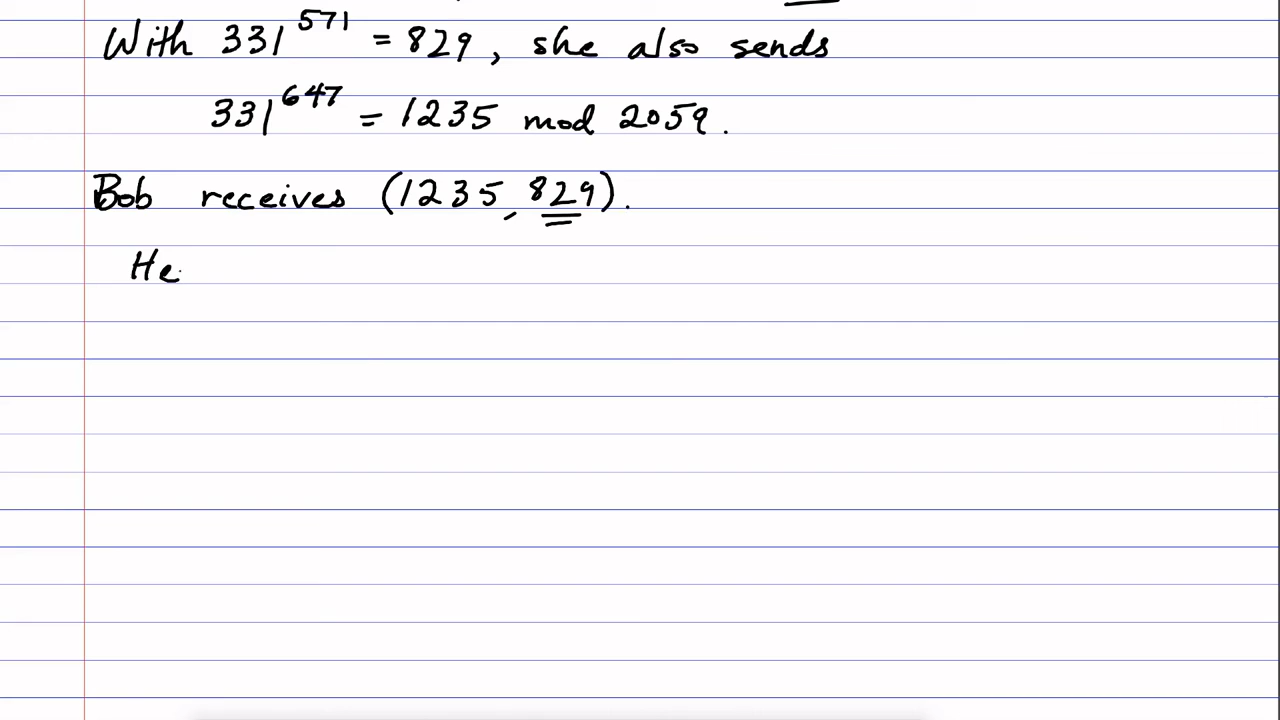 With 331^571 = 829, she also sends
331^647 = 1235 mod 2059.
Bob receives (1235, 829).
He